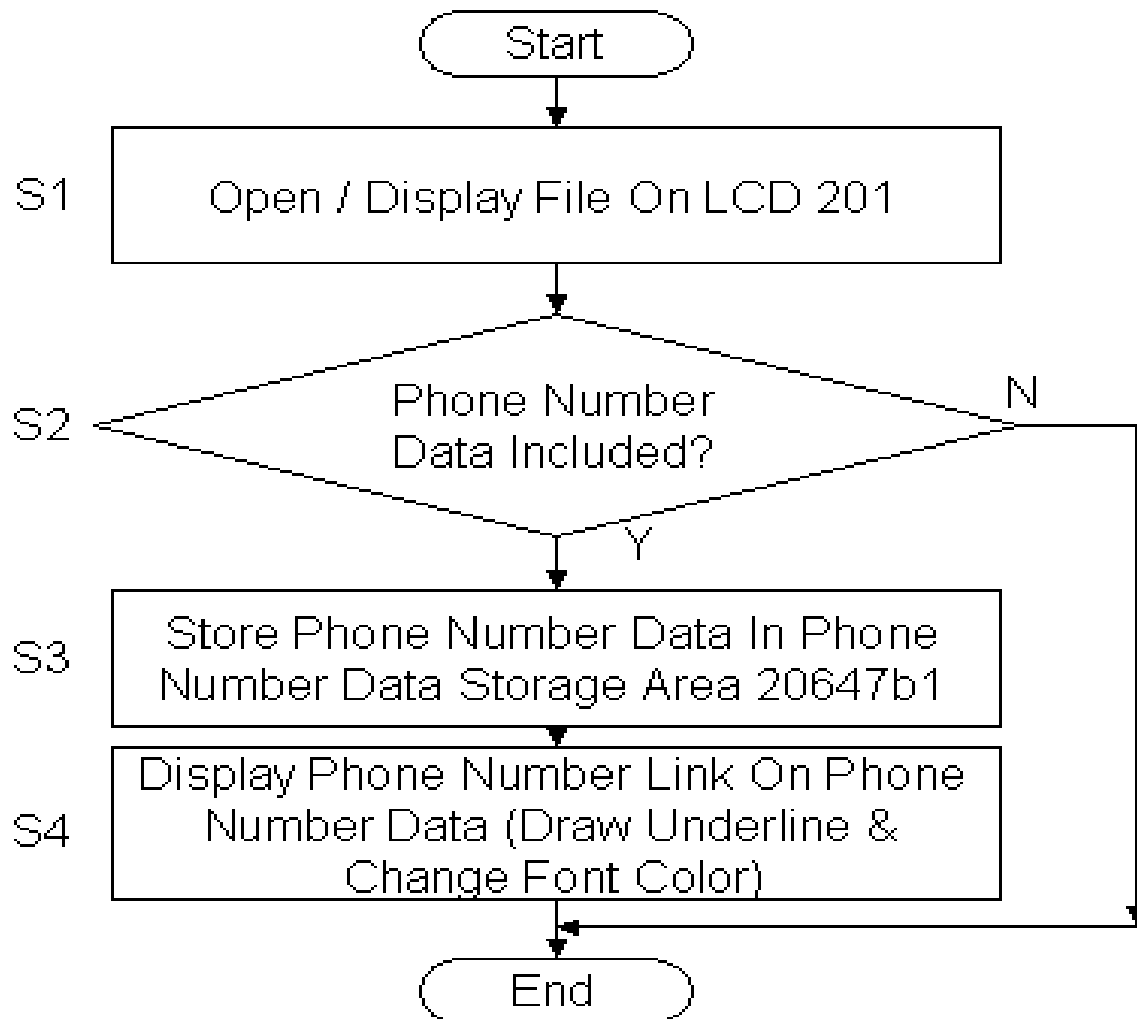 Start
S1
Open / Display File On LCD 201
S2
Phone Number
Data Included?
N
Y
S3
Store Phone Number Data In Phone
Number Data Storage Area 20647b1
S4
Display Phone Number Link On Phone
Number Data (Draw Underline &
Change Font Color)
End